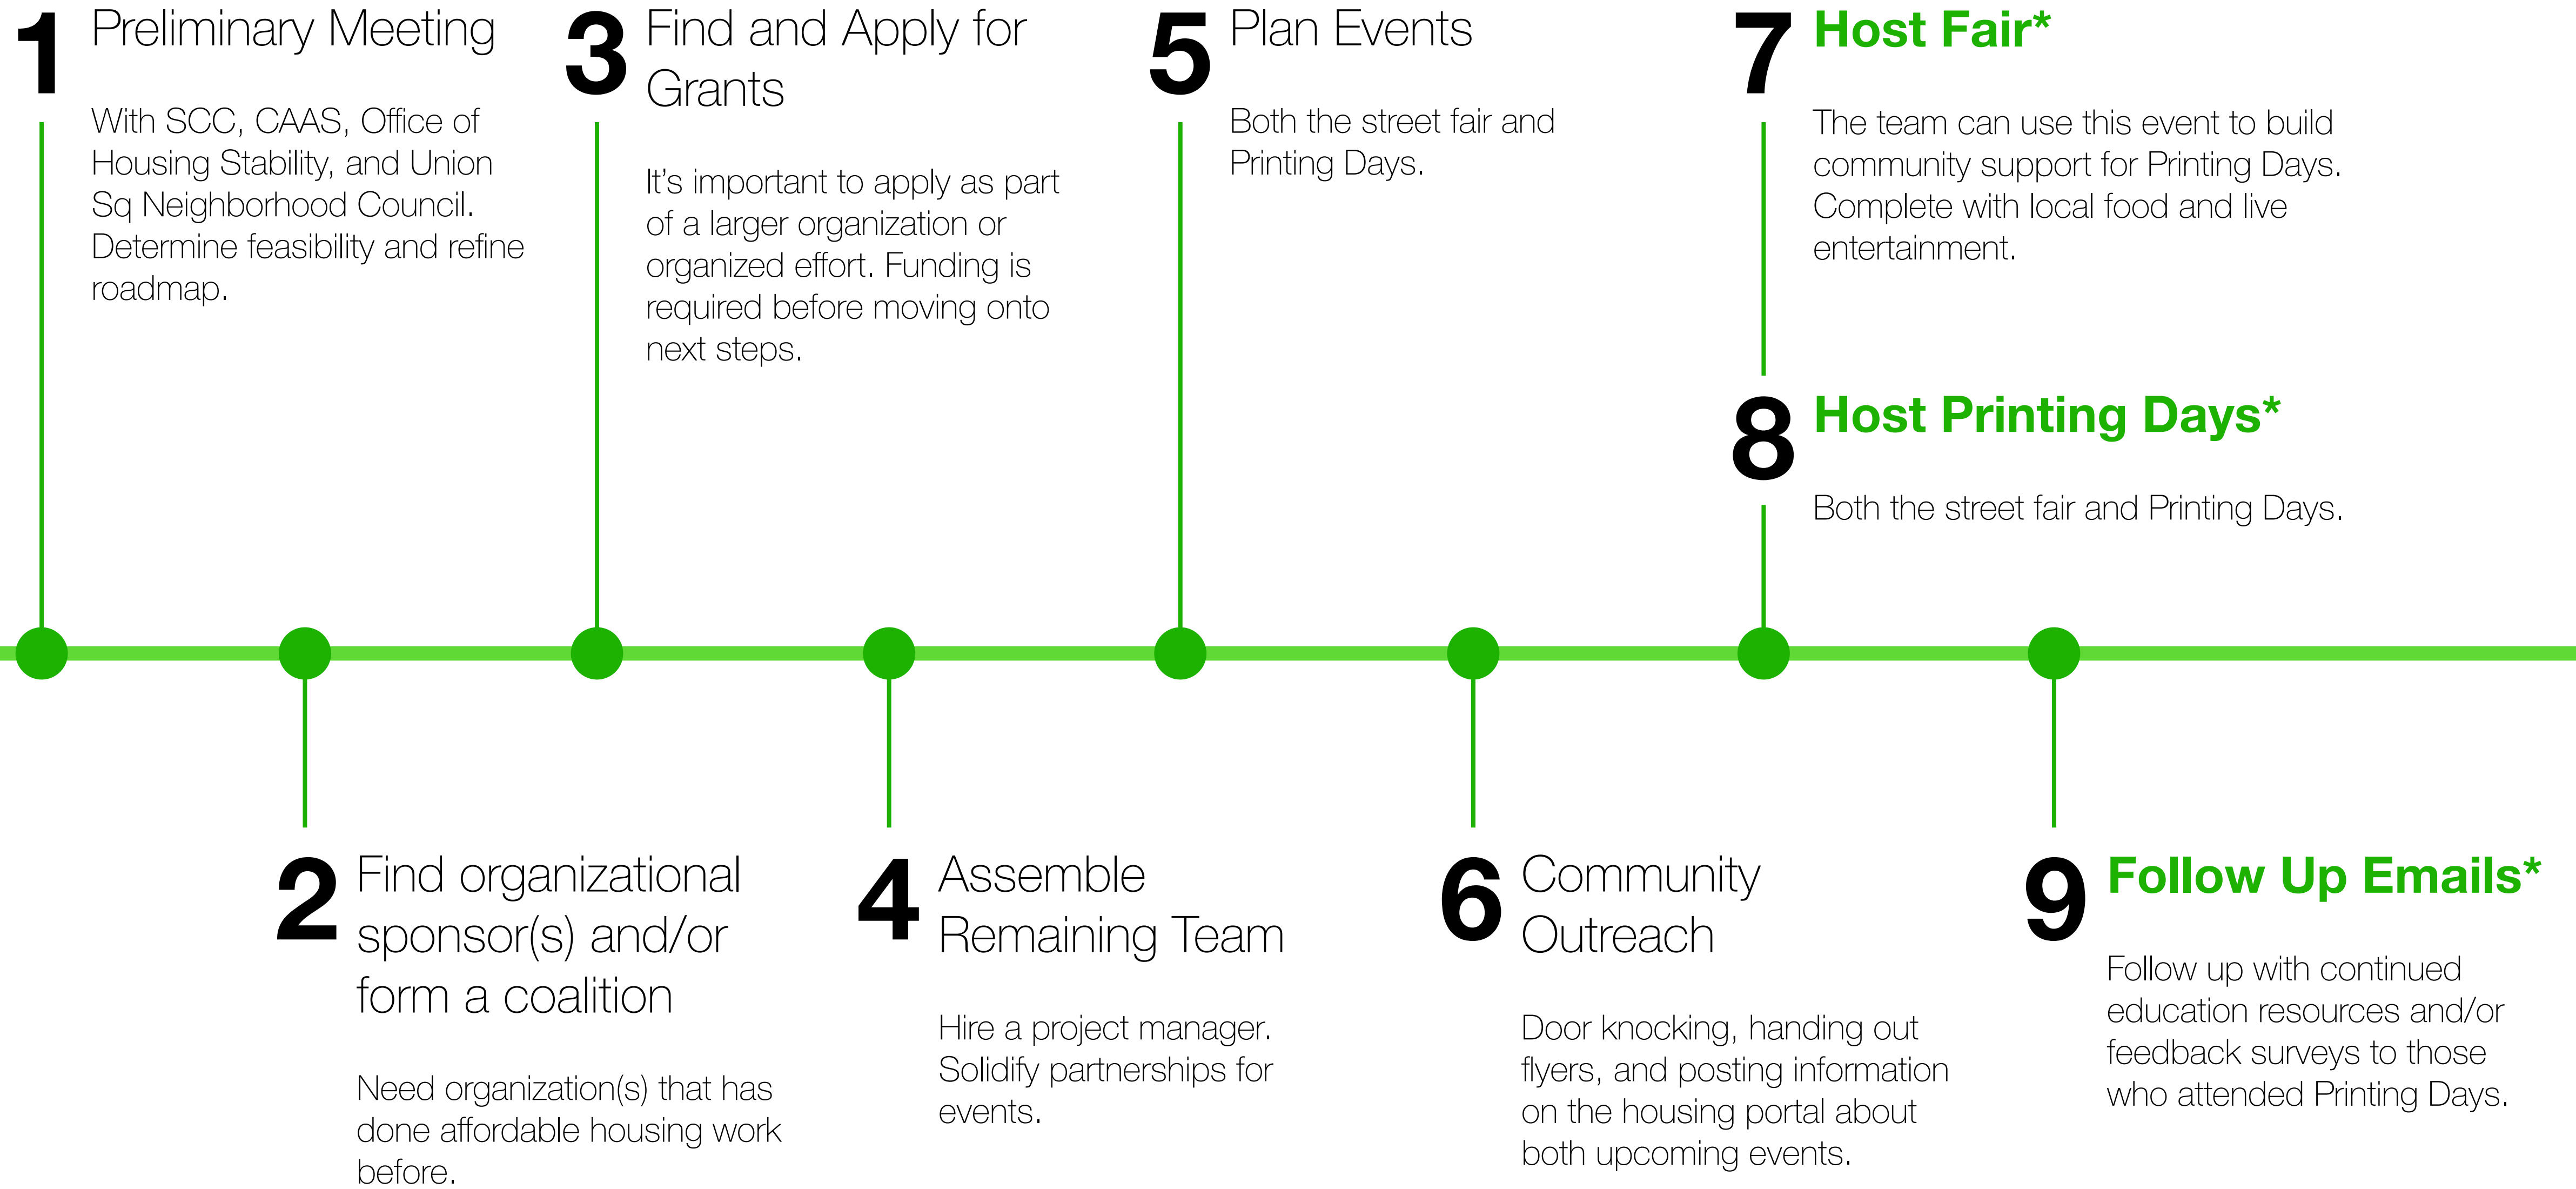 1
Preliminary Meeting
With SCC, CAAS, Office of
Housing Stability, and Union
Sq Neighborhood Council.
Determine feasibility and refine
roadmap.
2
Find organizational
sponsor(s) and/or
form a coalition
Need organization(s) that has
done affordable housing work
before.
3
Find and Apply for
Grants
It’s important to apply as part
of a larger organization or
organized effort. Funding is
required before moving onto
next steps.
4
Assemble
Remaining Team
Hire a project manager.
Solidify partnerships for
events.
5
Plan Events
Both the street fair and
Printing Days.
6
Community
Outreach
Door knocking, handing out
flyers, and posting information
on the housing portal about
both upcoming events.
7
Host Fair*
The team can use this event to build
community support for Printing Days.
Complete with local food and live
entertainment.
8
Host Printing Days*
Both the street fair and Printing Days.
9
Follow Up Emails*
Follow up with continued
education resources and/or
feedback surveys to those
who attended Printing Days.